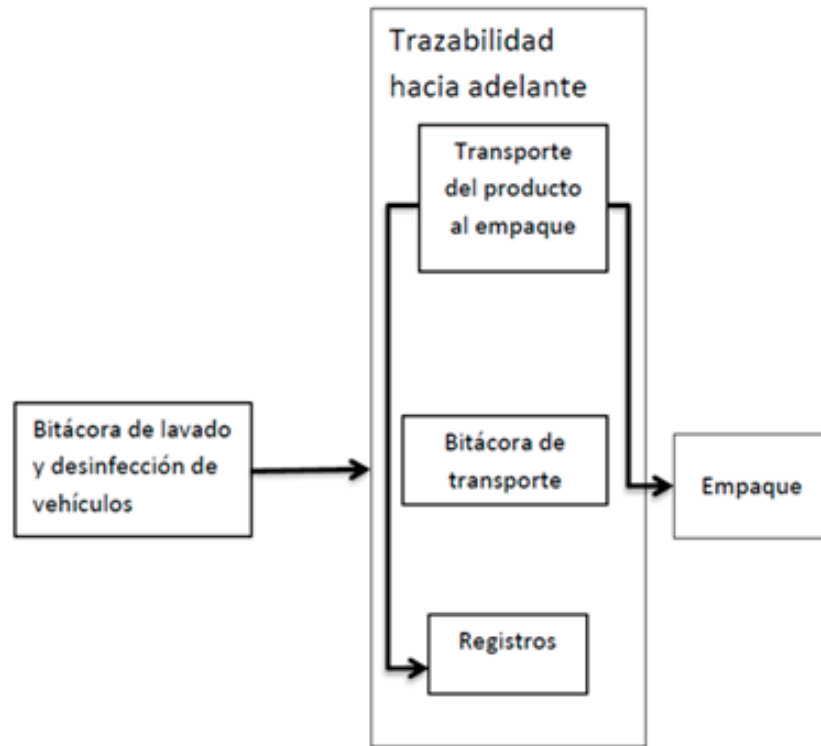 Trazabilidad
hacia adelante
Transporte
del producto
al empaque
Bitácora de lavado
y desinfección de
vehículos
Bitácora de
transporte
Empaque
Registros